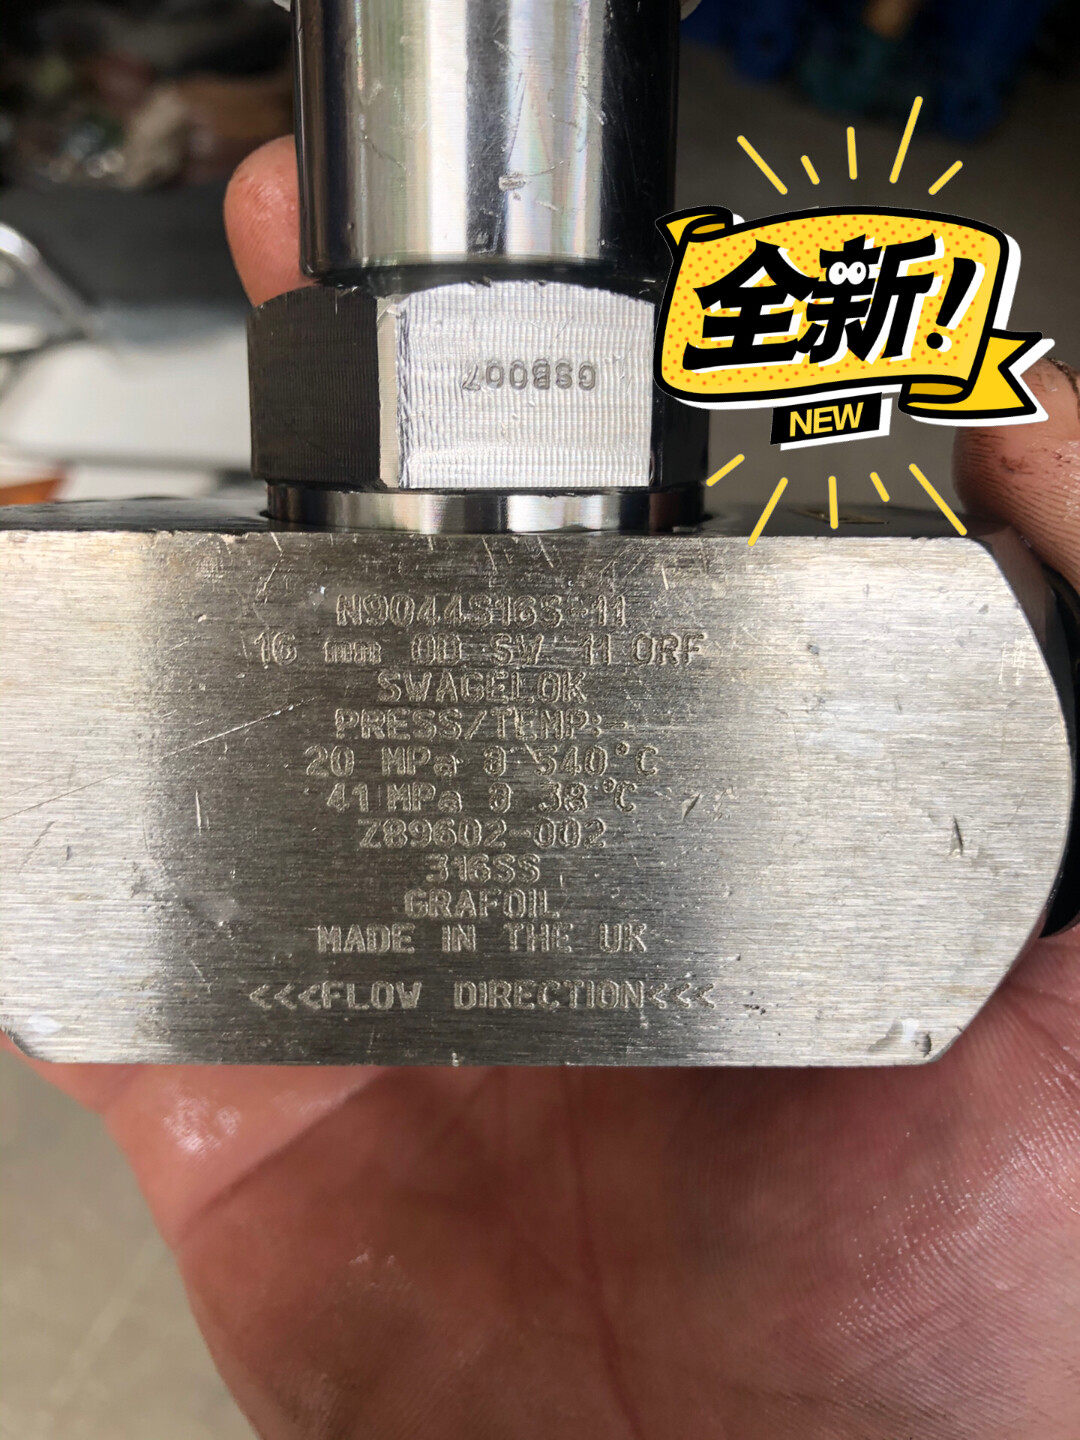 全新!
NEW
GSB007
N9044S16S-11
16 mm OD SW 11 ORF
SWAGELOK
PRESS/TEMP:
20 MPa @ 540°C
41 MPa @ 38°C
Z89602-002
316SS
GRAFOIL
MADE IN THE UK
<<<FLOW DIRECTION<<<